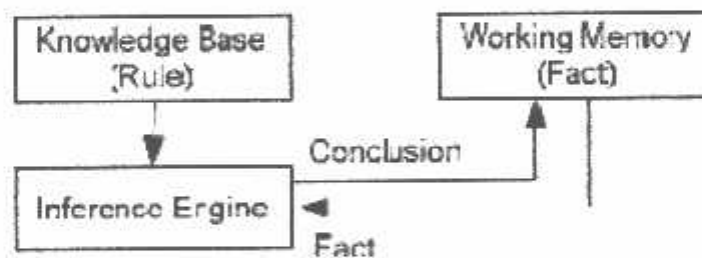 Knowledge Base
(Rule)
Working Memory
(Fact)
Conclusion
Inference Engine
Fact